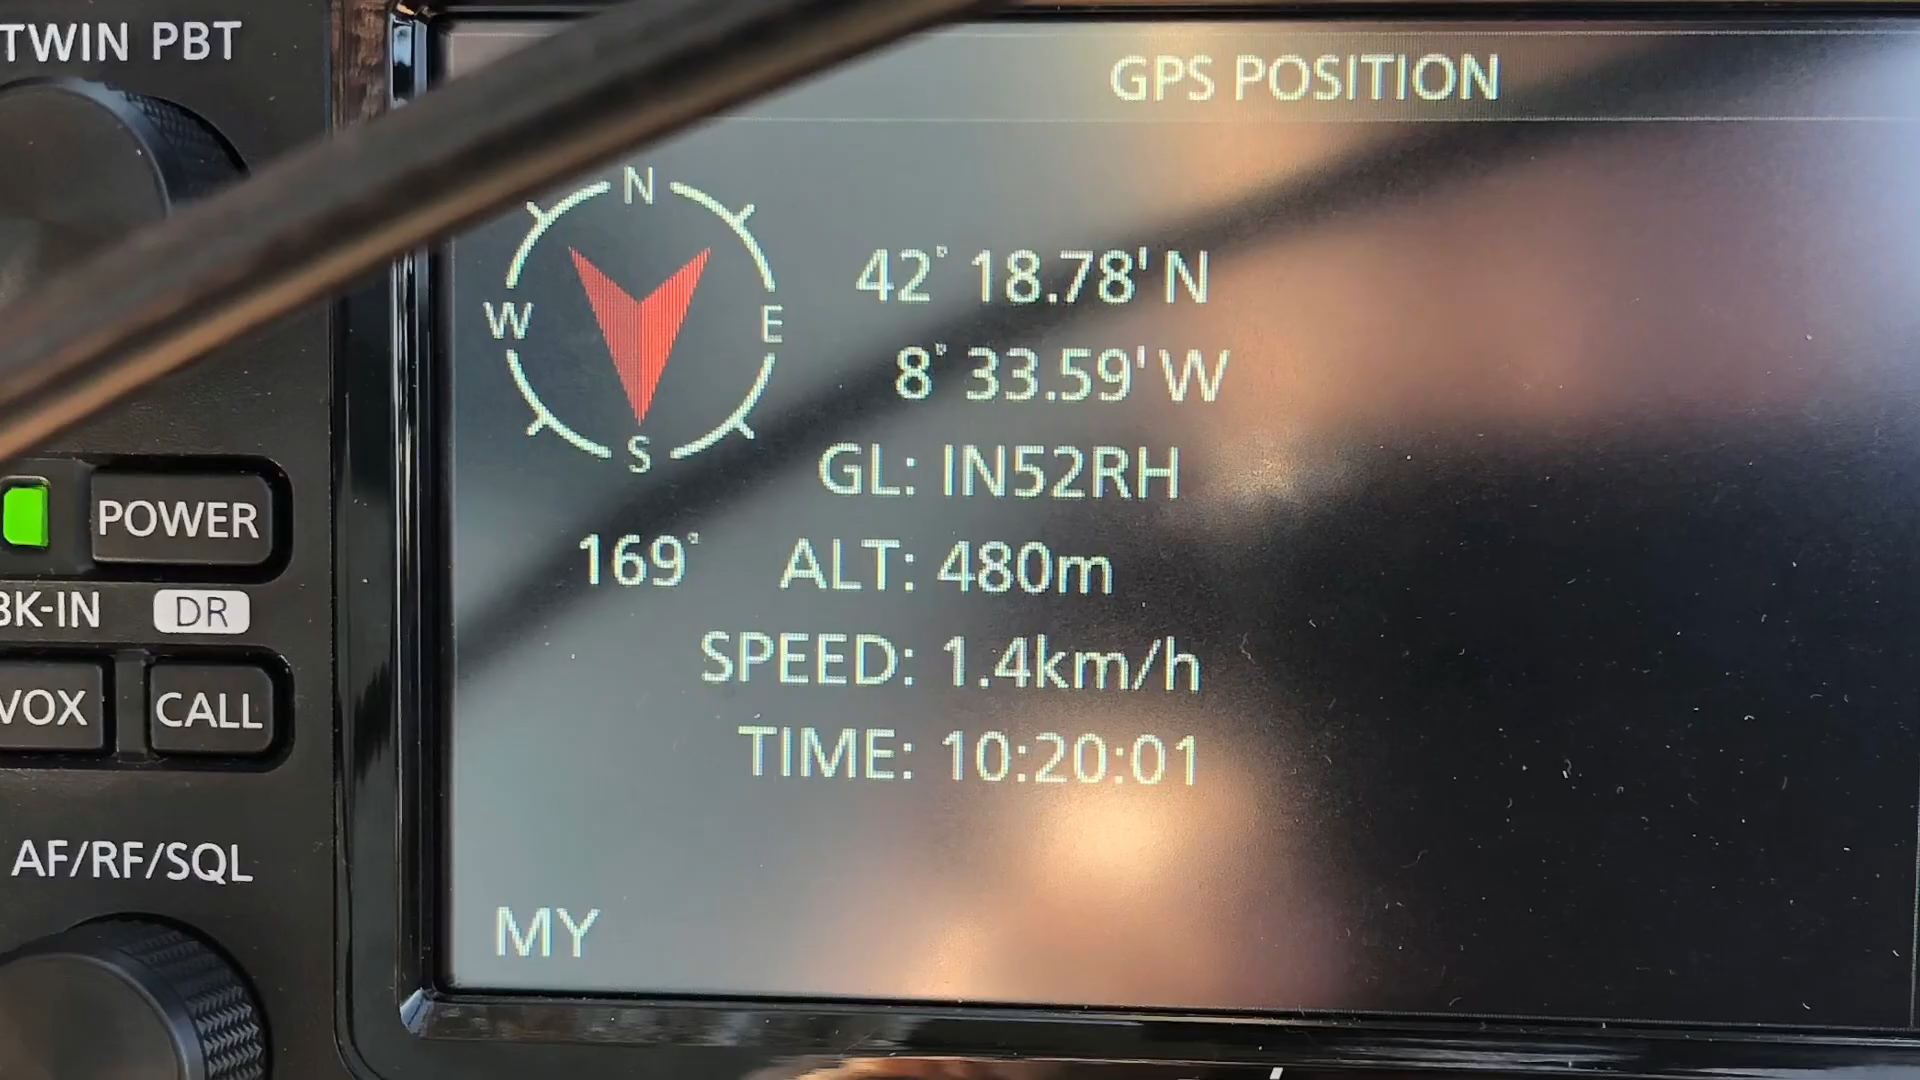 TWIN PBT
GPS POSITION
N
W
E
S
42° 18.78' N
8° 33.59' W
GL: IN52RH
169°
ALT: 480m
SPEED: 1.4km/h
TIME: 10:20:01
MY
POWER
BK-IN
DR
VOX
CALL
AF/RF/SQL